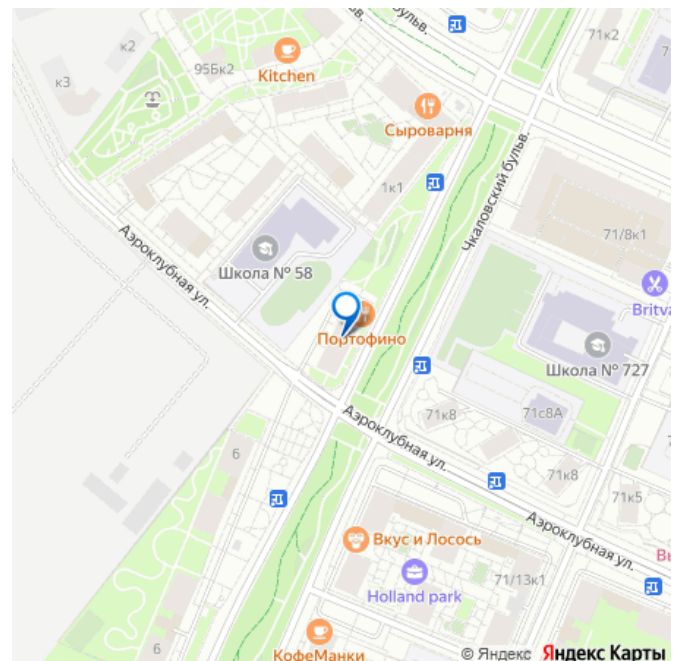 к2
к3
95Бк2
Kitchen
бульв.
71к2
7
Сыроварня
Чкаловский бульв.
1к1
71/8к1
Аэроклубная ул.
Школа № 58
Britva
Портофино
Школа № 727
Аэроклубная ул.
71к8
71с8А
6
71к8
71к5
Аэроклубная ул.
Вкус и Лосось
Holland park
71/13к1
Вы
6
КофеМанки
© Яндекс Яндекс Карты